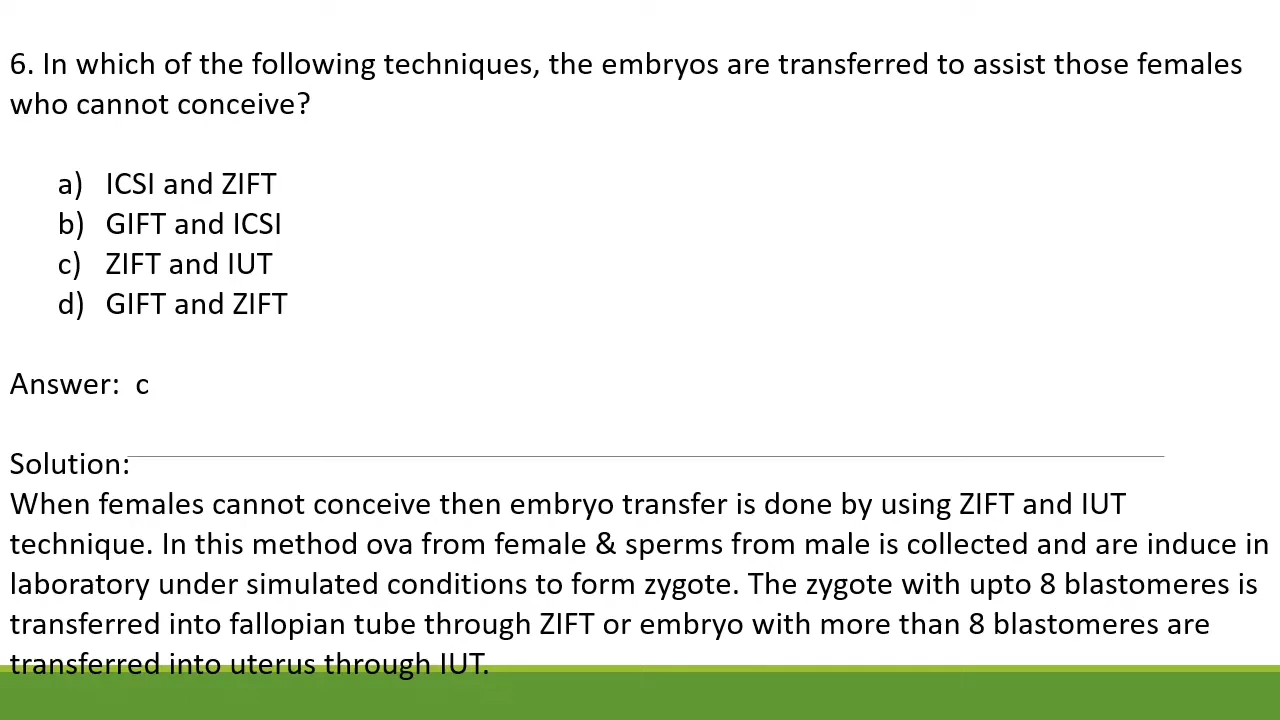 6. In which of the following techniques, the embryos are transferred to assist those females
who cannot conceive?
a) ICSI and ZIFT
b) GIFT and ICSI
c) ZIFT and IUT
d) GIFT and ZIFT
Answer: c
Solution:
When females cannot conceive then embryo transfer is done by using ZIFT and IUT
technique. In this method ova from female & sperms from male is collected and are induce in
laboratory under simulated conditions to form zygote. The zygote with upto 8 blastomeres is
transferred into fallopian tube through ZIFT or embryo with more than 8 blastomeres are
transferred into uterus through IUT.